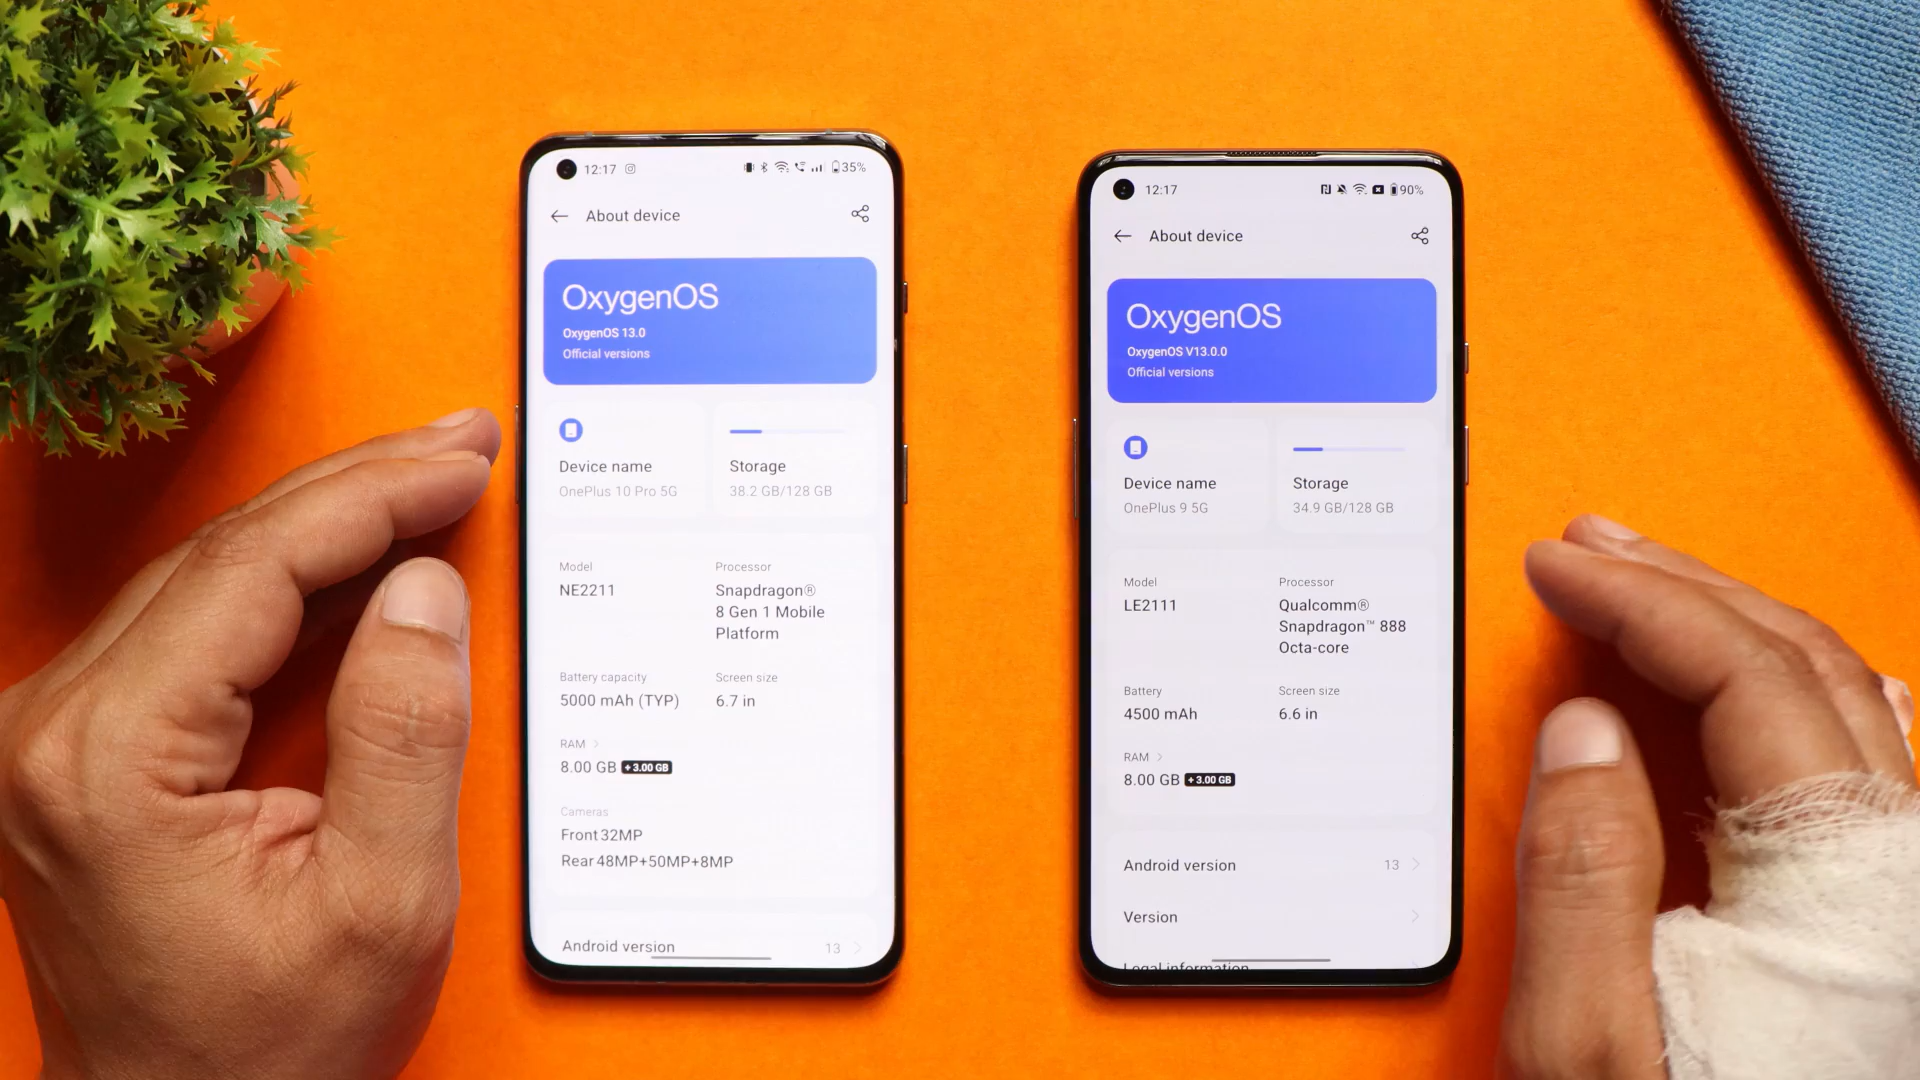 12:17
35%
About device
OxygenOS
OxygenOS 13.0
Official versions
Device name
OnePlus 10 Pro 5G
Storage
38.2 GB/128 GB
Model
NE2211
Processor
Snapdragon®
8 Gen 1 Mobile
Platform
Battery capacity
5000 mAh (TYP)
Screen size
6.7 in
RAM
8.00 GB +3.00 GB
Cameras
Front 32MP
Rear 48MP+50MP+8MP
Android version
13
12:17
90%
About device
OxygenOS
OxygenOS V13.0.0
Official versions
Device name
OnePlus 9 5G
Storage
34.9 GB/128 GB
Model
LE2111
Processor
Qualcomm®
Snapdragon™ 888
Octa-core
Battery
4500 mAh
Screen size
6.6 in
RAM
8.00 GB +3.00 GB
Android version
13
Version
Legal information